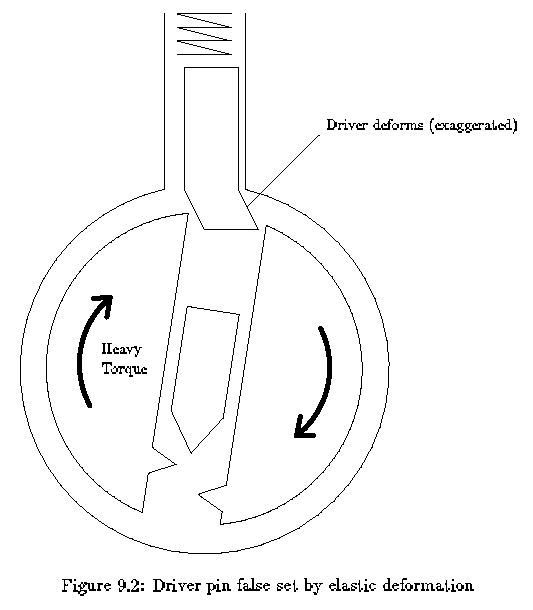 Driver deforms (exaggerated)
Heavy
Torque
Figure 9.2: Driver pin false set by elastic deformation